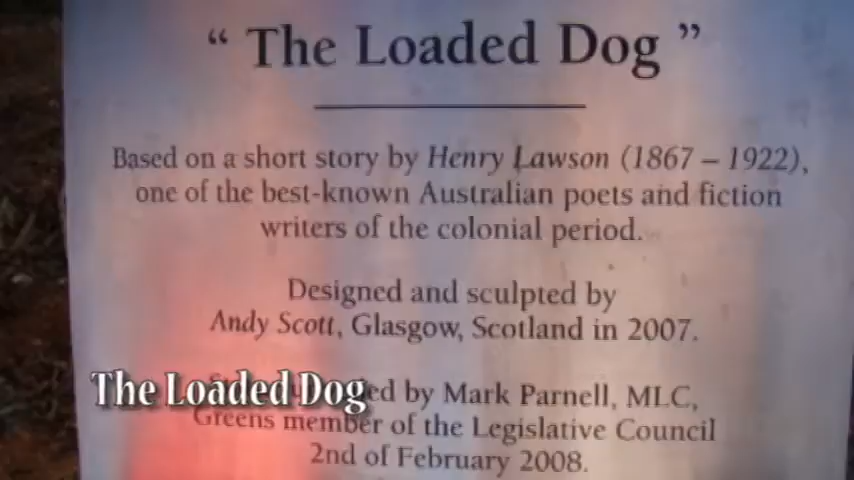 “ The Loaded Dog ”
Based on a short story by Henry Lawson (1867 – 1922),
one of the best-known Australian poets and fiction
writers of the colonial period.
Designed and sculpted by
Andy Scott, Glasgow, Scotland in 2007.
The Loaded Dog
by Mark Parnell, MLC,
Greens member of the Legislative Council
2nd of February 2008.